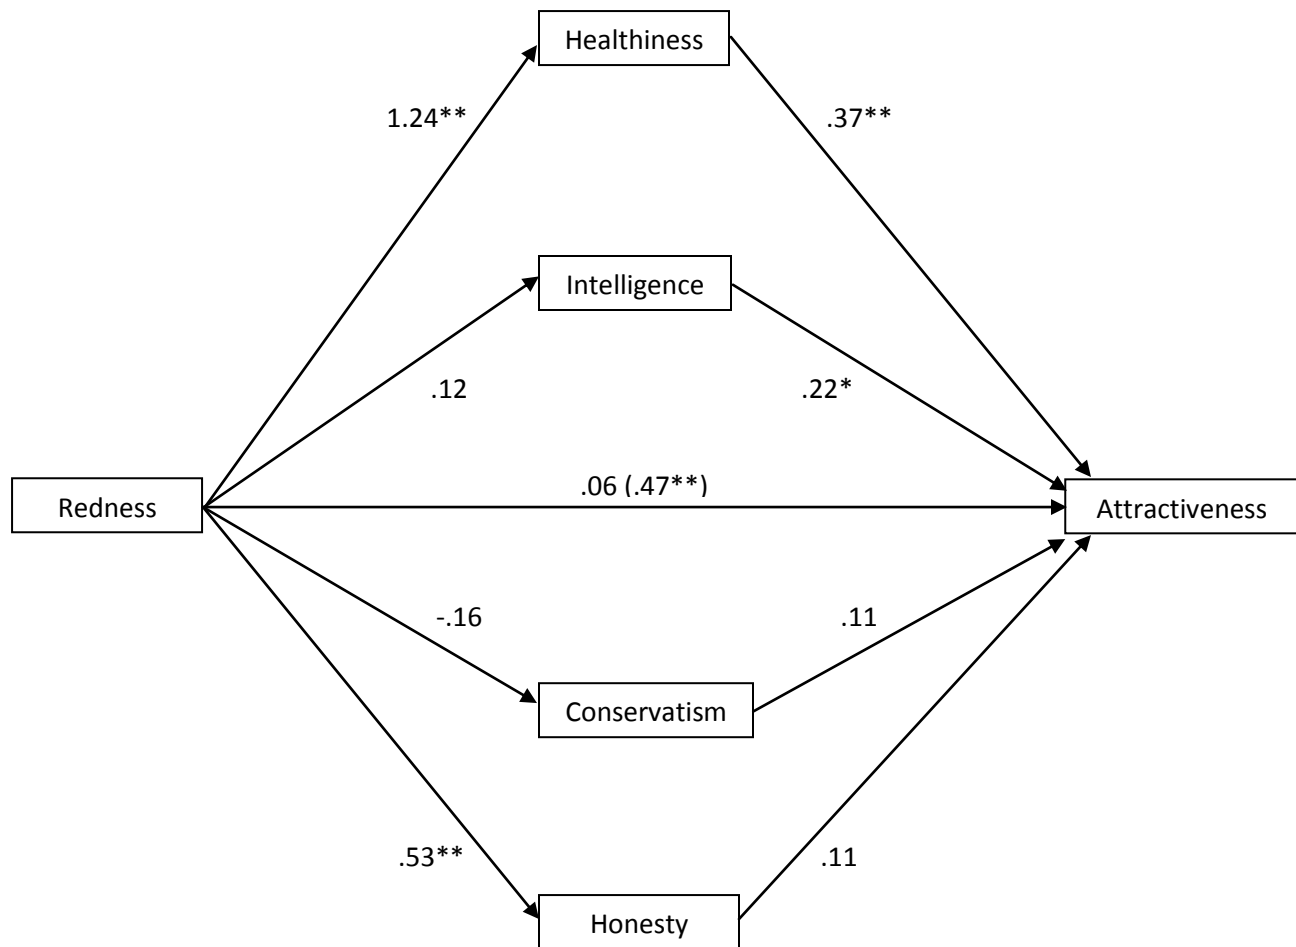 Healthiness
1.24**
.37**
Intelligence
.12
.22*
Redness
.06 (.47**)
Attractiveness
-.16
.11
Conservatism
.53**
.11
Honesty